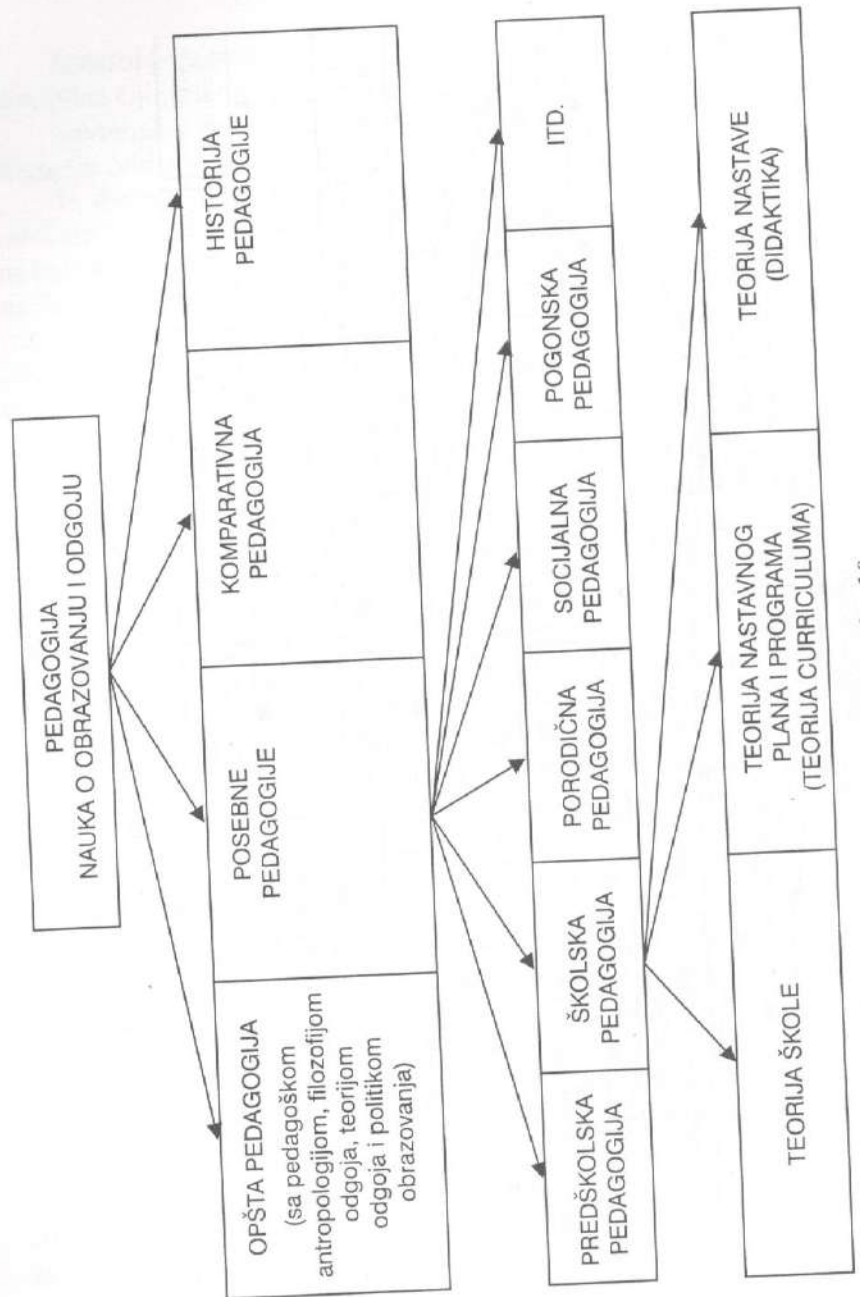 PEDAGOGIJA
NAUKA O OBRAZOVANJU I ODGOJU
OPŠTA PEDAGOGIJA
(sa pedagoškom
antropologijom, filozofijom
odgoja, teorijom
odgoja i politikom
obrazovanja)
POSEBNE
PEDAGOGIJE
KOMPARATIVNA
PEDAGOGIJA
HISTORIJA
PEDAGOGIJE
PREDŠKOLSKA
PEDAGOGIJA
ŠKOLSKA
PEDAGOGIJA
PORODIČNA
PEDAGOGIJA
SOCIJALNA
PEDAGOGIJA
POGONSKA
PEDAGOGIJA
ITD.
TEORIJA ŠKOLE
TEORIJA NASTAVNOG
PLANA I PROGRAMA
(TEORIJA CURRICULUMA)
TEORIJA NASTAVE
(DIDAKTIKA)